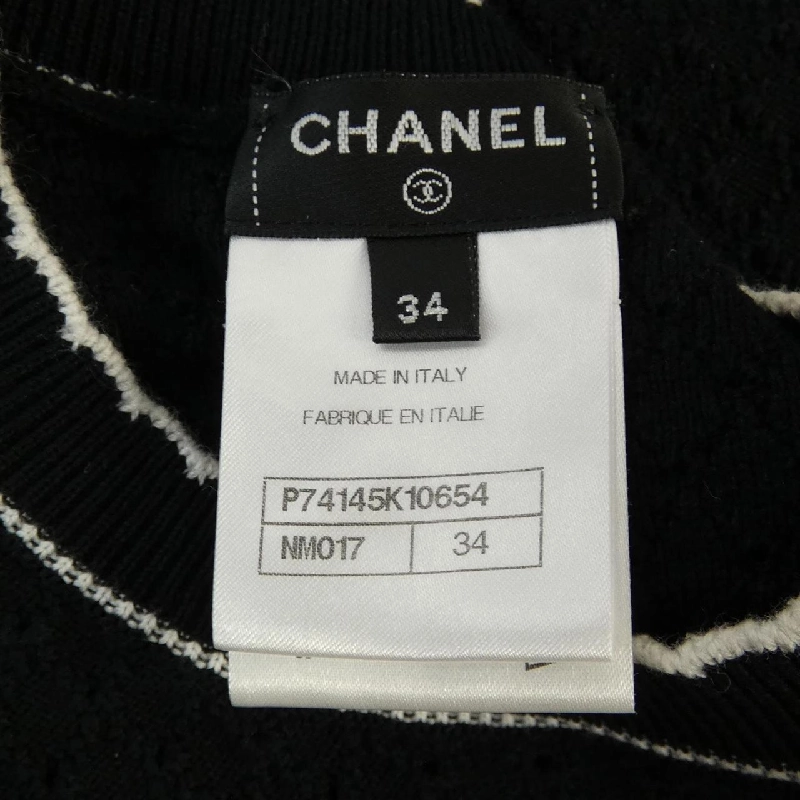 CHANEL
34
MADE IN ITALY
FABRIQUE EN ITALIE
P74145K10654
NM017 34